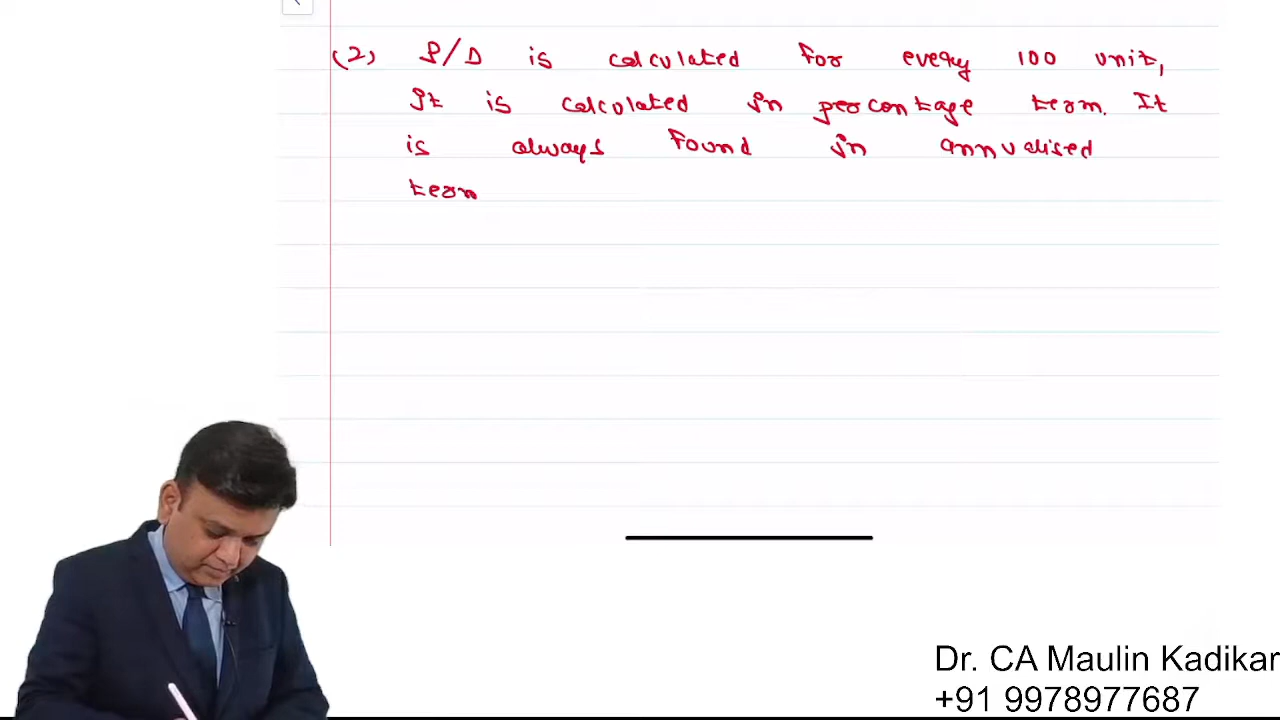 (2) P/D is calculated for every 100 unit,
It is calculated in percentage term. It
is always found in annualised
term
Dr. CA Maulin Kadikar
+91 9978977687